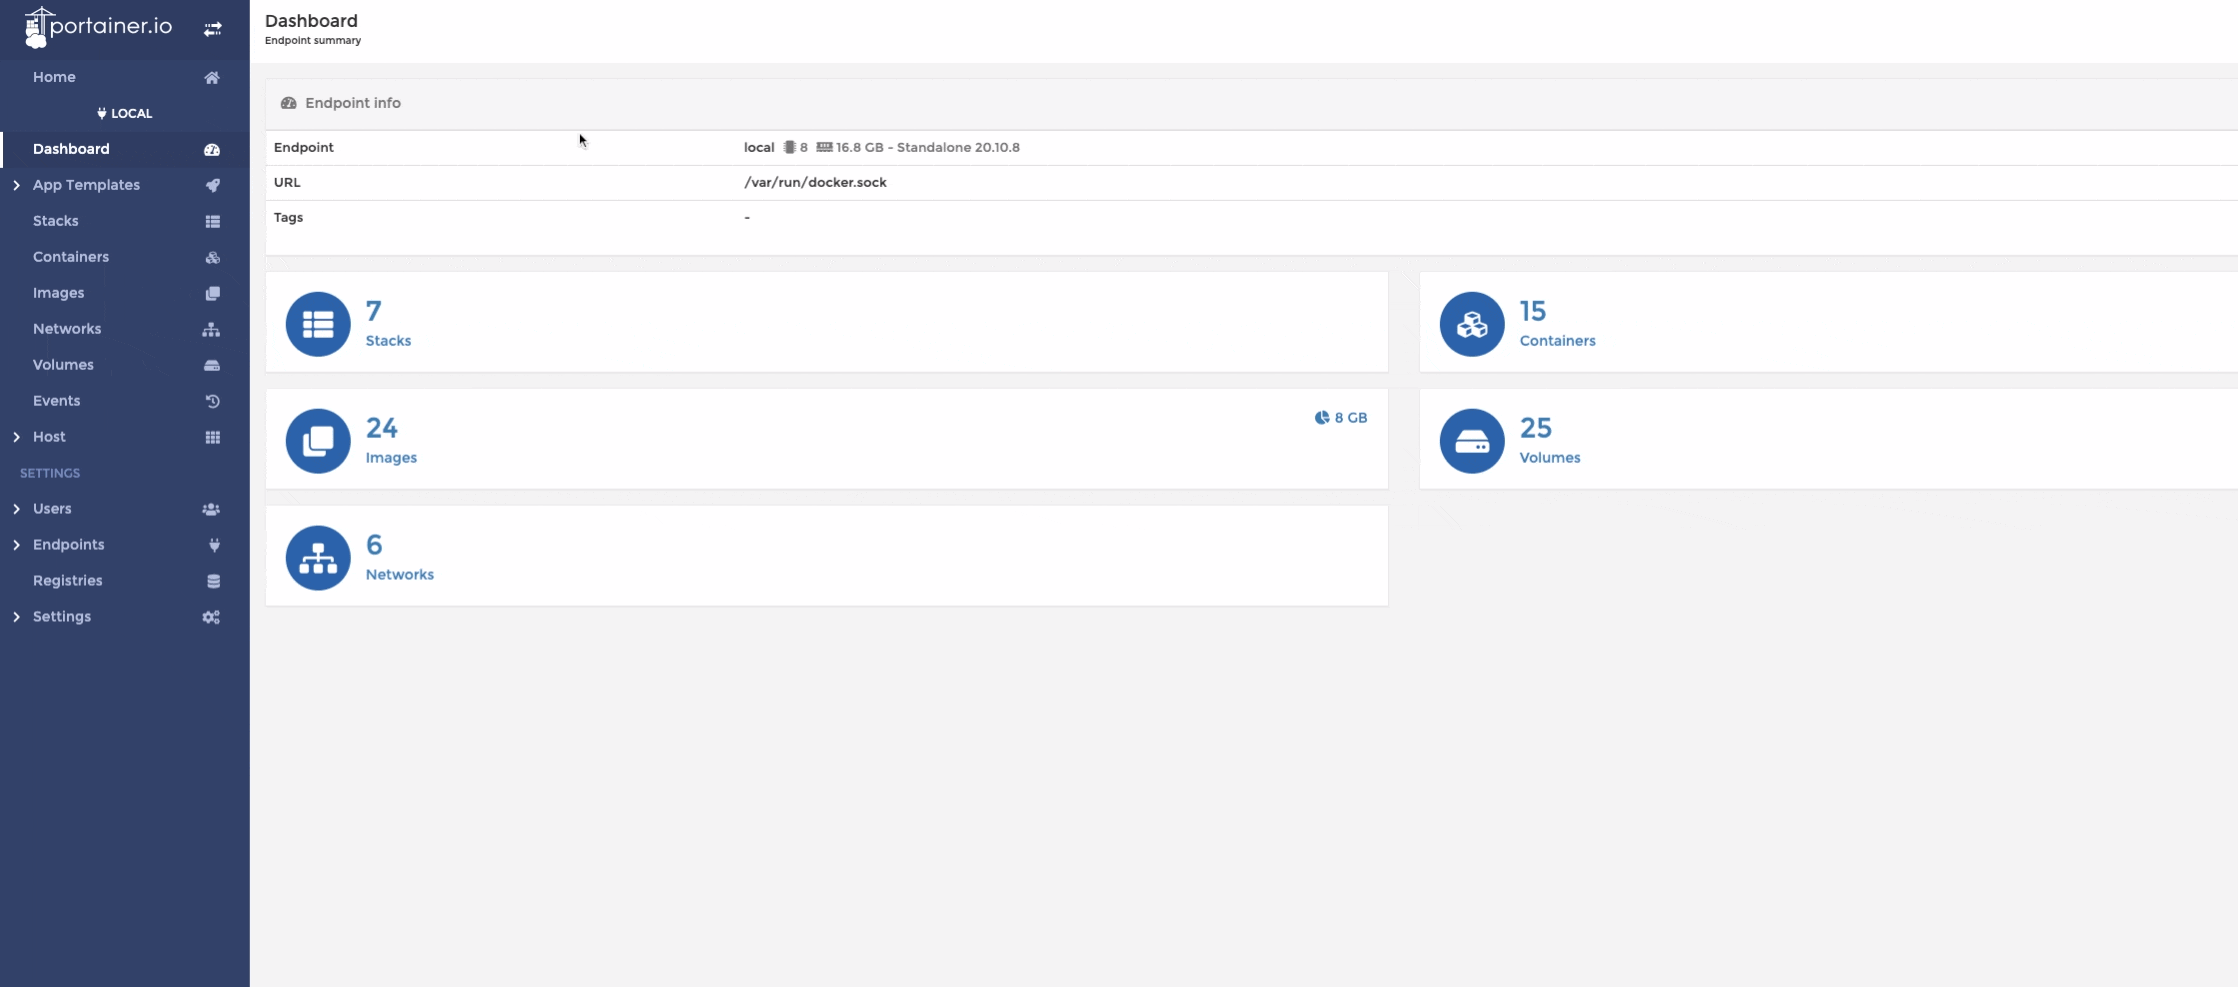 portainer.io
Home
LOCAL
Dashboard
App Templates
Stacks
Containers
Images
Networks
Volumes
Events
Host
SETTINGS
Users
Endpoints
Registries
Settings
Dashboard
Endpoint summary
Endpoint info
Endpoint local 8 16.8 GB - Standalone 20.10.8
URL /var/run/docker.sock
Tags -
7
Stacks
15
Containers
24
Images
8 GB
25
Volumes
6
Networks